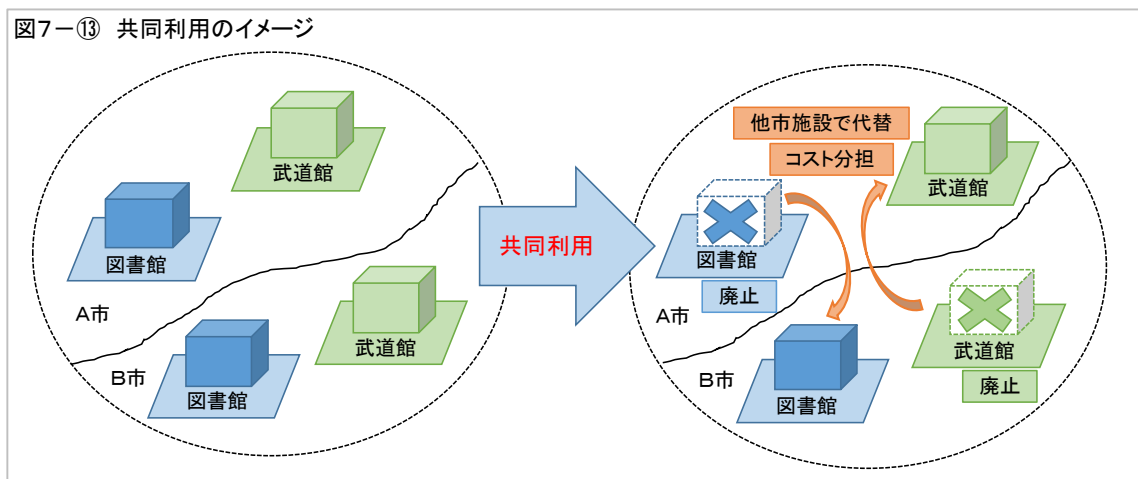 図7－⑬ 共同利用のイメージ
武道館
図書館
A市
武道館
B市
図書館
共同利用
他市施設で代替
コスト分担
武道館
図書館
廃止
A市
武道館
廃止
B市
図書館